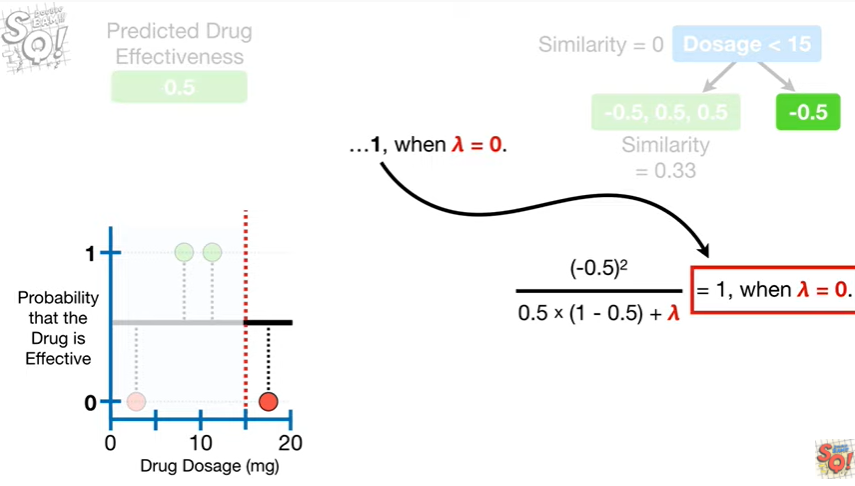 SQ!
Predicted Drug
Effectiveness
0.5
Similarity = 0
Dosage < 15
-0.5, 0.5, 0.5
-0.5
Similarity
= 0.33
...1, when λ = 0.
(-0.5)²
0.5 × (1 - 0.5) + λ
= 1, when λ = 0.
1
Probability
that the
Drug is
Effective
0
0
10
20
Drug Dosage (mg)
SQ!